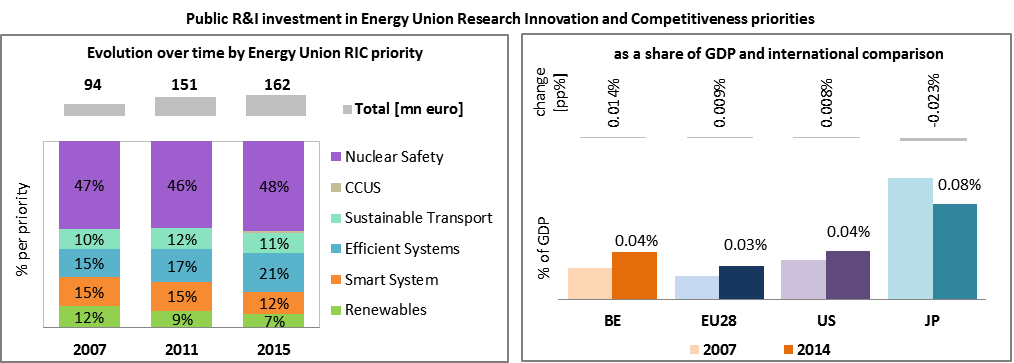 Public R&I investment in Energy Union Research Innovation and Competitiveness priorities
Evolution over time by Energy Union RIC priority
94 151 162
Total [mn euro]
% per priority
47% 46% 48%
10% 12% 11%
15% 17% 21%
15% 15% 12%
12% 9% 7%
2007 2011 2015
Nuclear Safety
CCUS
Sustainable Transport
Efficient Systems
Smart System
Renewables
as a share of GDP and international comparison
change
[pp%]
0.014% 0.009% 0.008% -0.023%
% of GDP
0.04% 0.03% 0.04% 0.08%
BE EU28 US JP
2007 2014